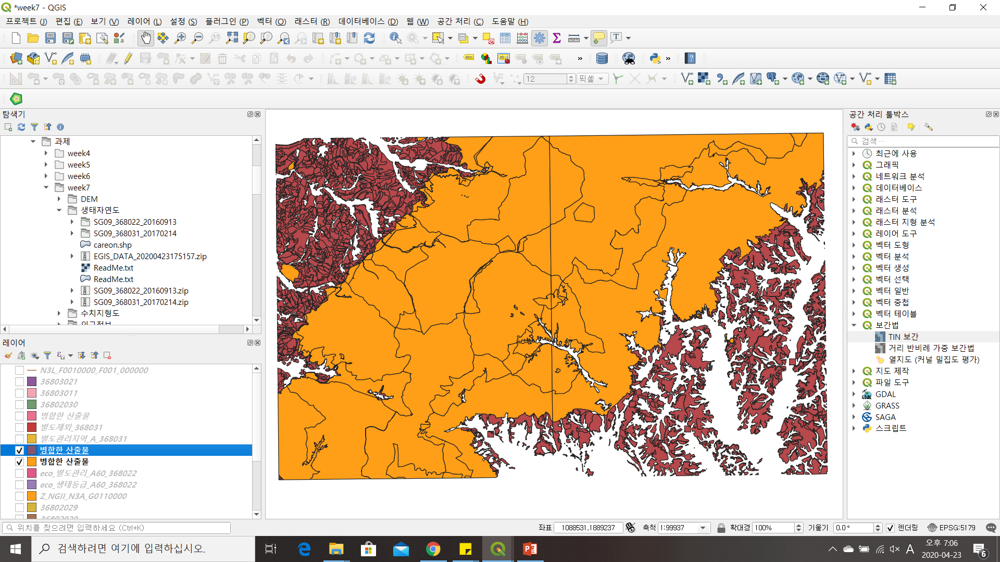 *week7 - QGIS
프로젝트 (J) 편집 (E) 보기 (V) 레이어 (L) 설정 (S) 플러그인 (P) 벡터 (O) 래스터 (R) 데이터베이스 (D) 웹 (W) 공간 처리 (C) 도움말 (H)
12 픽셀
탐색기
과제
week4
week5
week6
week7
DEM
생태자연도
SG09_368022_20160913
SG09_368031_20170214
careon.shp
EGIS_DATA_20200423175157.zip
ReadMe.txt
ReadMe.txt
SG09_368022_20160913.zip
SG09_368031_20170214.zip
수치지형도
레이어
N3L_F0010000_F001_000000
36803021
36803011
36802030
병합한 산출물
별도제외_368031
별도관리지역_A_368031
병합한 산출물
병합한 산출물
eco_별도관리_A60_368022
eco_생태등급_A60_368022
Z_NGII_N3A_G0110000
36802029
공간 처리 툴박스
검색…
최근에 사용
그래픽
네트워크 분석
데이터베이스
래스터 도구
래스터 분석
래스터 지형 분석
레이어 도구
벡터 도형
벡터 분석
벡터 생성
벡터 선택
벡터 일반
벡터 중첩
벡터 테이블
보간법
TIN 보간
거리 반비례 가중 보간법
열지도 (커널 밀집도 평가)
지도 제작
파일 도구
GDAL
GRASS
SAGA
스크립트
위치를 찾으려면 입력하세요 (Ctrl+K)
좌표 1088531,1889237 축척 1:99937 확대경 100% 기울기 0.0 ° 렌더링 EPSG:5179
검색하려면 여기에 입력하십시오.
A 오후 7:06
2020-04-23
6